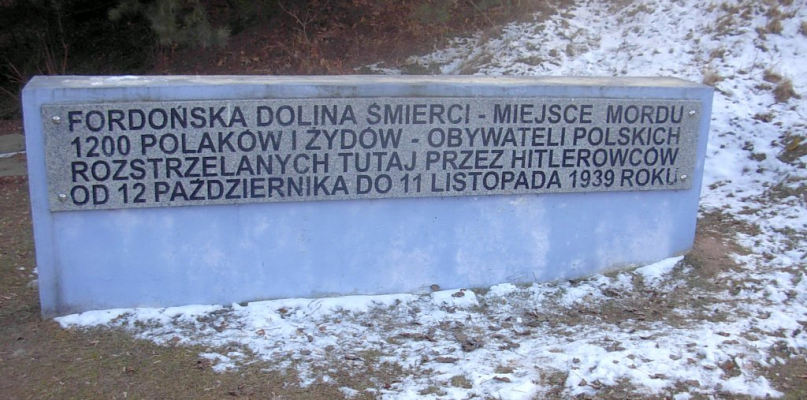 FORDOŃSKA DOLINA ŚMIERCI - MIEJSCE MORDU
1200 POLAKÓW I ŻYDÓW - OBYWATELI POLSKICH
ROZSTRZELANYCH TUTAJ PRZEZ HITLEROWCÓW
OD 12 PAŹDZIERNIKA DO 11 LISTOPADA 1939 ROKU